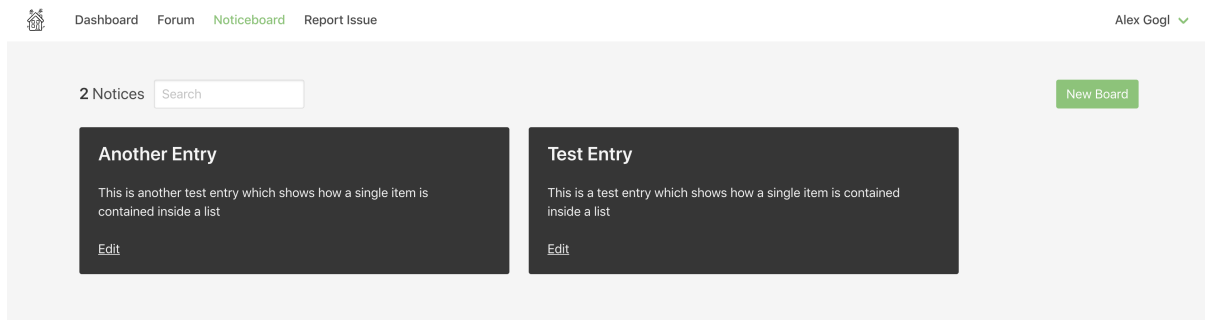 Dashboard Forum Noticeboard Report Issue Alex Gogl
2 Notices Search New Board
Another Entry
This is another test entry which shows how a single item is
contained inside a list
Edit
Test Entry
This is a test entry which shows how a single item is contained
inside a list
Edit